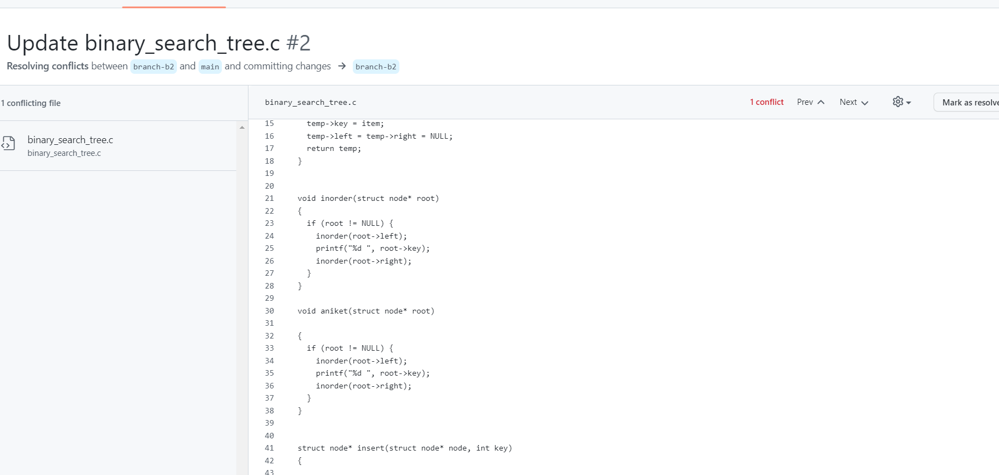 Update binary_search_tree.c #2
Resolving conflicts between branch-b2 and main and committing changes → branch-b2
1 conflicting file
binary_search_tree.c
binary_search_tree.c
binary_search_tree.c
1 conflict Prev Next Mark as resolve
15 temp->key = item;
16 temp->left = temp->right = NULL;
17 return temp;
18 }
19
20
21 void inorder(struct node* root)
22 {
23 if (root != NULL) {
24 inorder(root->left);
25 printf("%d ", root->key);
26 inorder(root->right);
27 }
28 }
29
30 void aniket(struct node* root)
31
32 {
33 if (root != NULL) {
34 inorder(root->left);
35 printf("%d ", root->key);
36 inorder(root->right);
37 }
38 }
39
40
41 struct node* insert(struct node* node, int key)
42 {
43